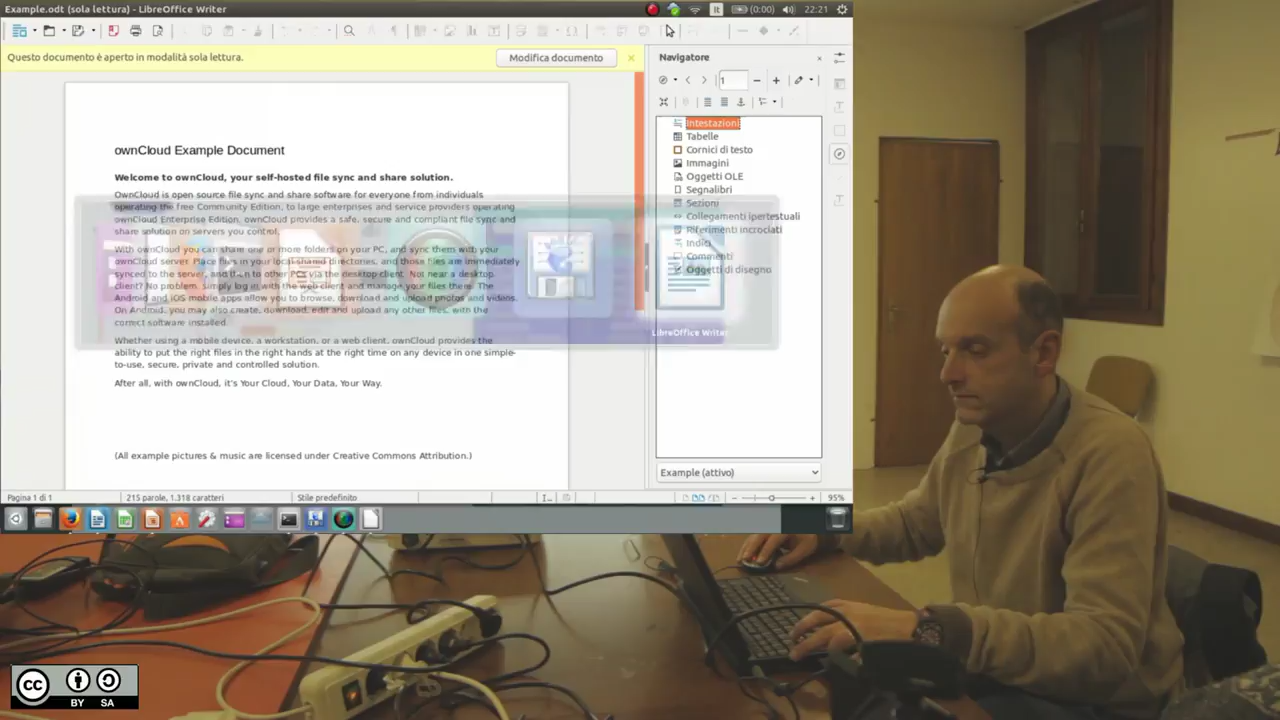 Example.odt (sola lettura) - LibreOffice Writer
It
(0:00)
22:21
Questo documento è aperto in modalità sola lettura.
Modifica documento
Navigatore
1
ownCloud Example Document
Welcome to ownCloud, your self-hosted file sync and share solution.
OwnCloud is open source file sync and share software for everyone from individuals
operating the free Community Edition, to large enterprises and service providers operating
ownCloud Enterprise Edition. ownCloud provides a safe, secure and compliant file sync and
share solution on servers you control.
With ownCloud you can share one or more folders on your PC, and sync them with your
ownCloud server. Place files in your local shared directories, and those files are immediately
synced to the server, and then to other PCs via the desktop client. Not near a desktop
client? No problem, simply log in with the web client and manage your files there. The
Android and iOS mobile apps allow you to browse, download and upload photos and videos.
On Android, you may also create, download, edit and upload any other files, with the
correct software installed.
Whether using a mobile device, a workstation, or a web client, ownCloud provides the
ability to put the right files in the right hands at the right time on any device in one simple-
to-use, secure, private and controlled solution.
After all, with ownCloud, it's Your Cloud, Your Data, Your Way.
(All example pictures & music are licensed under Creative Commons Attribution.)
LibreOffice Writer
Intestazioni
Tabelle
Cornici di testo
Immagini
Oggetti OLE
Segnalibri
Sezioni
Collegamenti ipertestuali
Riferimenti incrociati
Indici
Commenti
Oggetti di disegno
Example (attivo)
Pagina 1 di 1
215 parole, 1.318 caratteri
Stile predefinito
95%
cc
BY SA